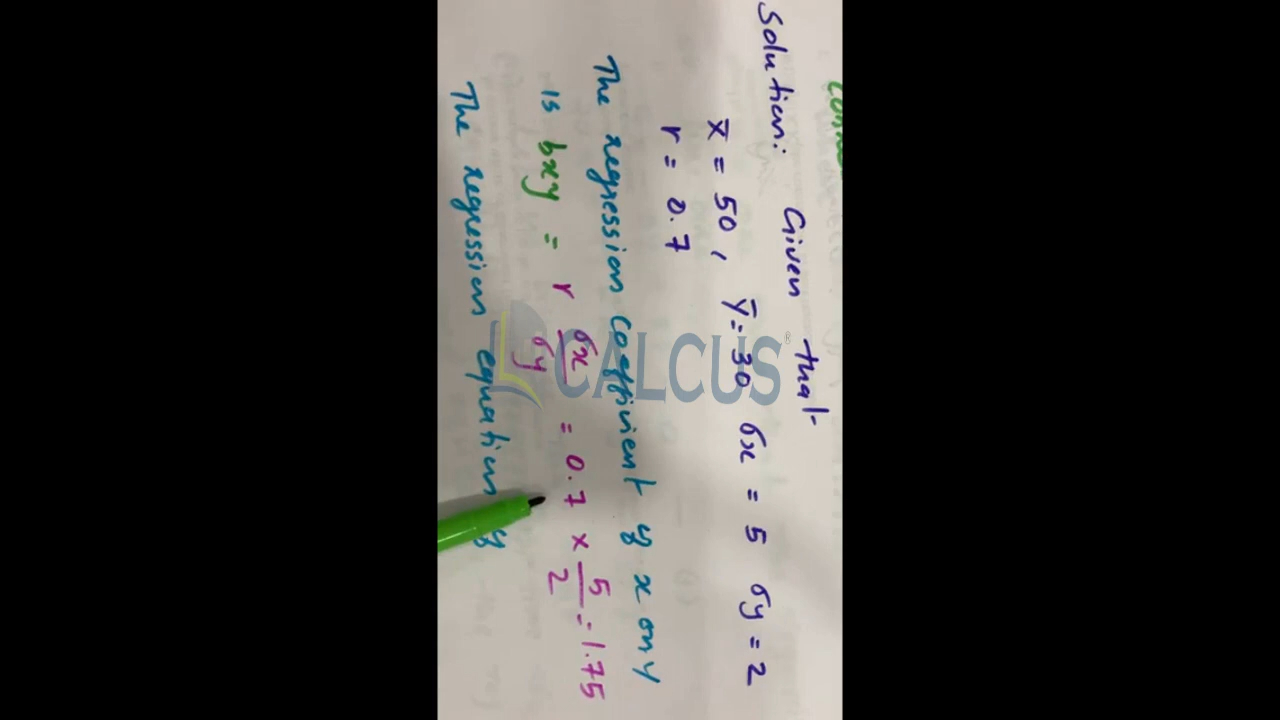 Solution: Given that
x̄ = 50, ȳ = 30 σx = 5 σy = 2
r = 0.7
The regression coefficient of x on y
is bxy = r σx/σy = 0.7 × 5/2 = 1.75
The regression equation of
CALCUS®